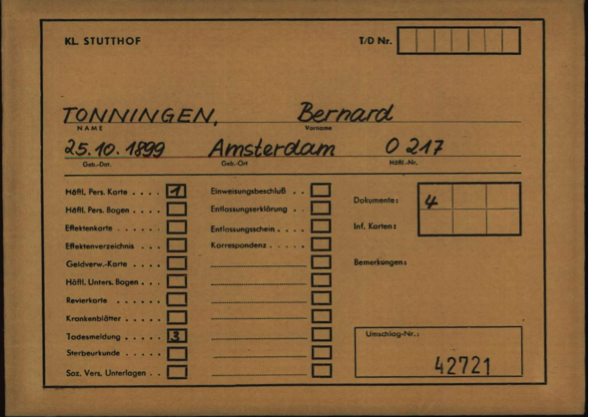 KL. STUTTHOF T/D Nr.
TONNINGEN, Bernard
NAME Vorname
25.10.1899 Amsterdam 0217
Geb.-Dat. Geb.-Ort Häftl.-Nr.
Häftl. Pers. Karte . . . . 1 Einweisungsbeschluß . .
Häftl. Pers. Bogen . . . . Entlassungserklärung .
Dokumente: 4
Effektenkarte . . . . Entlassungsschein . . .
Inf. Karten:
Effektenverzeichnis . . . Korrespondenz . . . . .
Geldverw.-Karte . . . .
Bemerkungen:
Häftl. Unters. Bogen . . .
Revierkarte . . . . . .
Krankenblätter . . . .
Todesmeldung . . . . 3
Umschlag-Nr.:
Sterbeurkunde . . . .
42721
Soz. Vers. Unterlagen . .